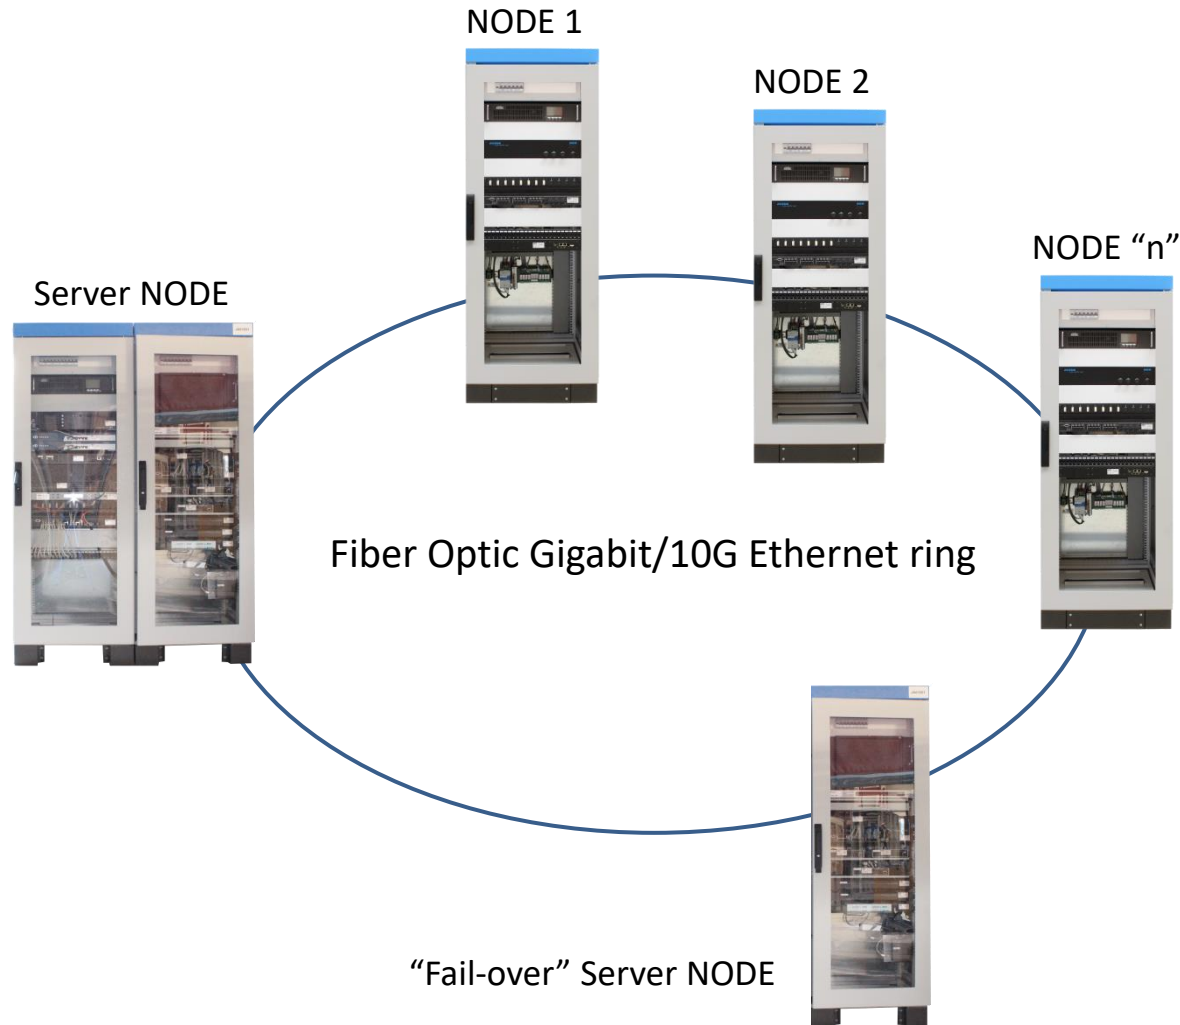 NODE 1
NODE 2
NODE “n”
Server NODE
Fiber Optic Gigabit/10G Ethernet ring
“Fail-over” Server NODE